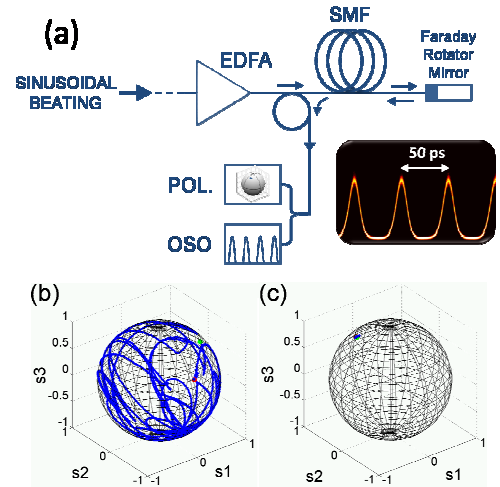 (a)
SMF
Faraday
Rotator
Mirror
EDFA
SINUSOIDAL
BEATING
50 ps
POL.
OSO
(b)
(c)
1
0.5
0
-0.5
-1
s3
1
0
-1
s2
-1
0
1
s1
1
0.5
0
-0.5
-1
s3
1
0
-1
s2
-1
0
1
s1